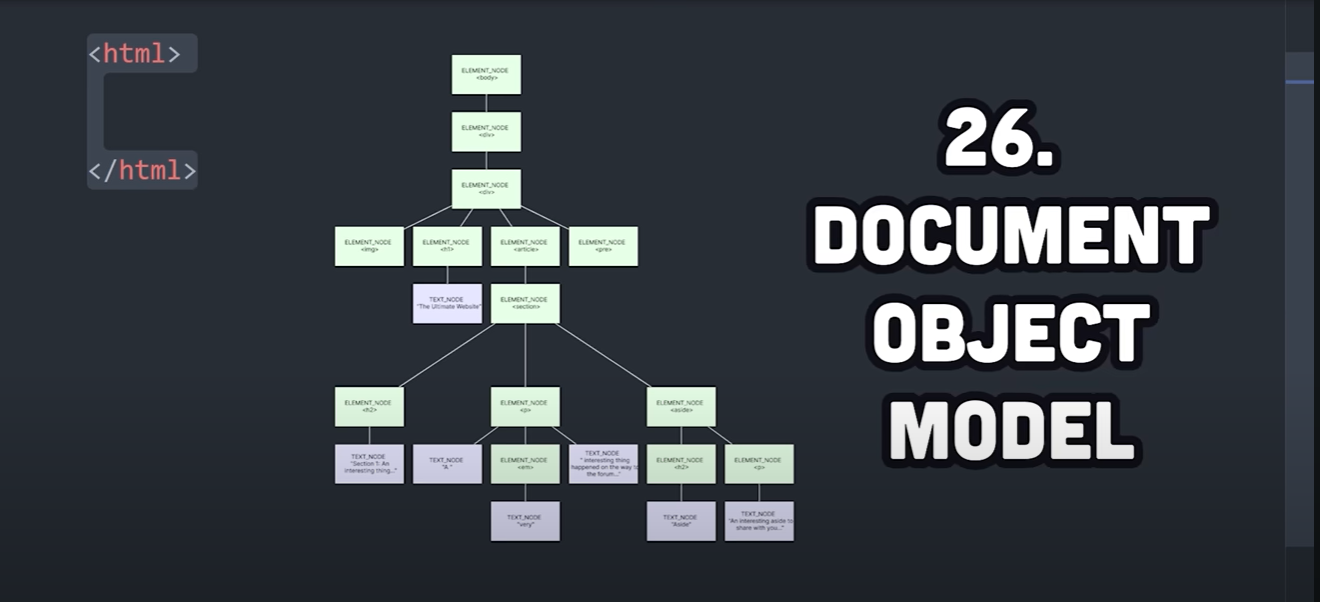 <html>
</html>
ELEMENT_NODE
<body>
ELEMENT_NODE
<div>
ELEMENT_NODE
<div>
ELEMENT_NODE
<img>
ELEMENT_NODE
<h1>
ELEMENT_NODE
<article>
ELEMENT_NODE
<pre>
TEXT_NODE
"The Ultimate Website"
ELEMENT_NODE
<section>
ELEMENT_NODE
<h2>
ELEMENT_NODE
<p>
ELEMENT_NODE
<aside>
TEXT_NODE
"Section 1: An
interesting thing..."
TEXT_NODE
"A "
ELEMENT_NODE
<em>
TEXT_NODE
" interesting thing
happened on the way to
the forum..."
ELEMENT_NODE
<h2>
ELEMENT_NODE
<p>
TEXT_NODE
"very"
TEXT_NODE
"Aside"
TEXT_NODE
"An interesting aside to
share with you..."
26.
DOCUMENT
OBJECT
MODEL